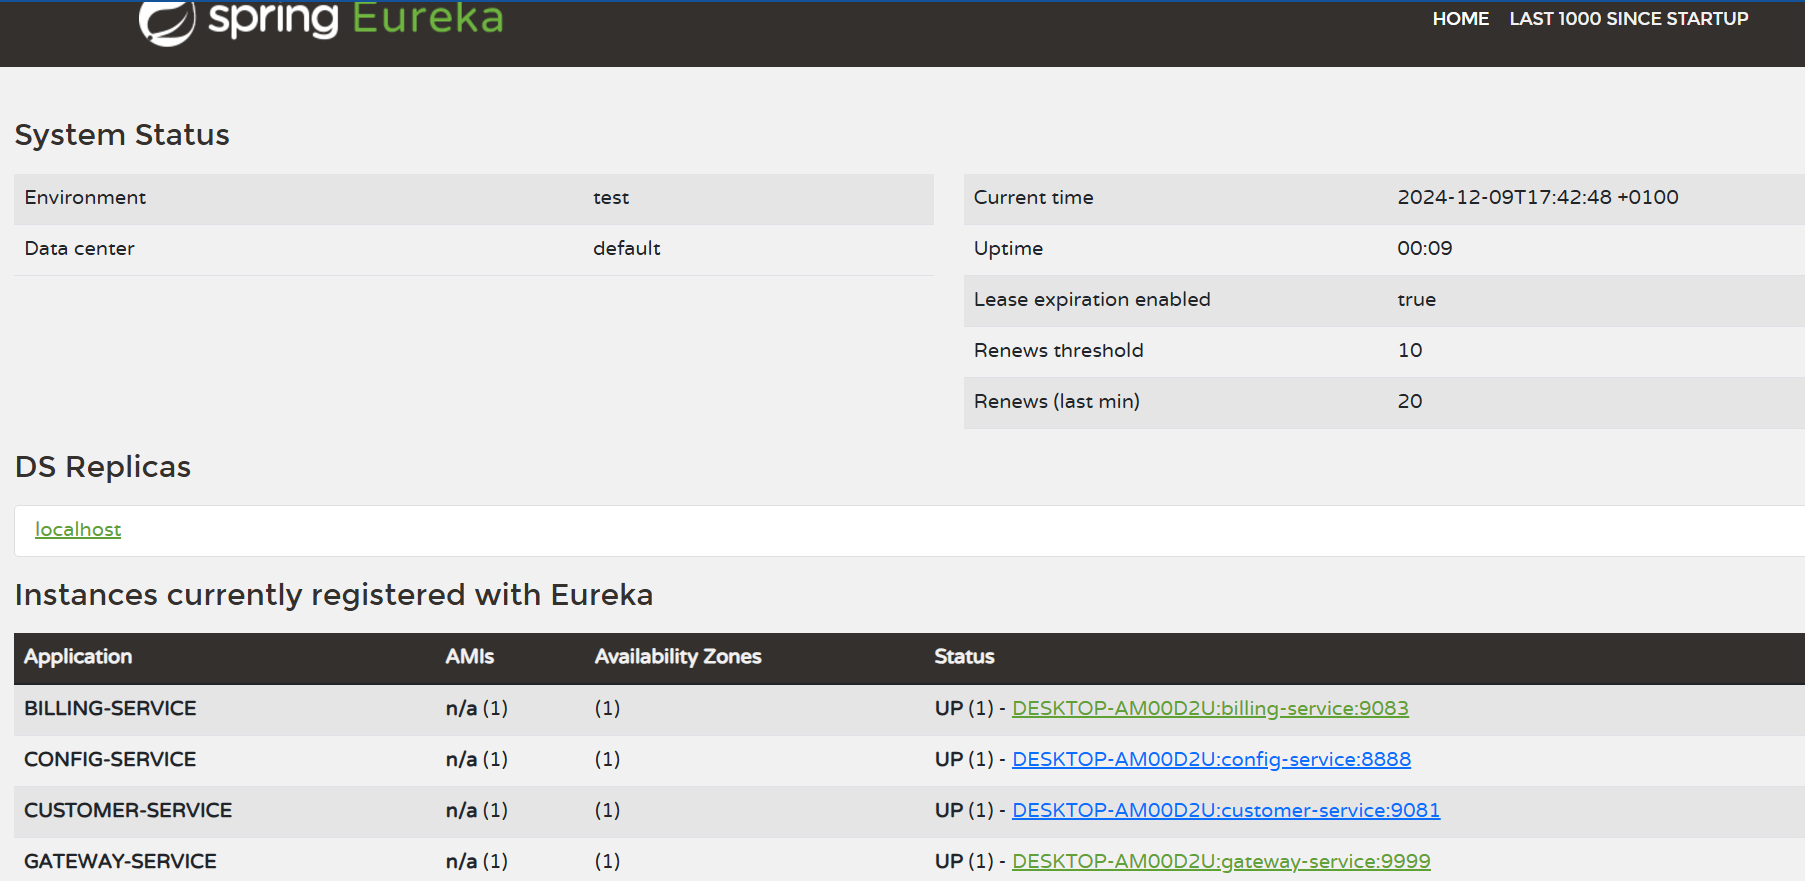 spring Eureka
HOME LAST 1000 SINCE STARTUP
System Status
Environment test
Data center default
Current time 2024-12-09T17:42:48 +0100
Uptime 00:09
Lease expiration enabled true
Renews threshold 10
Renews (last min) 20
DS Replicas
localhost
Instances currently registered with Eureka
Application AMIs Availability Zones Status
BILLING-SERVICE n/a (1) (1) UP (1) - DESKTOP-AM00D2U:billing-service:9083
CONFIG-SERVICE n/a (1) (1) UP (1) - DESKTOP-AM00D2U:config-service:8888
CUSTOMER-SERVICE n/a (1) (1) UP (1) - DESKTOP-AM00D2U:customer-service:9081
GATEWAY-SERVICE n/a (1) (1) UP (1) - DESKTOP-AM00D2U:gateway-service:9999